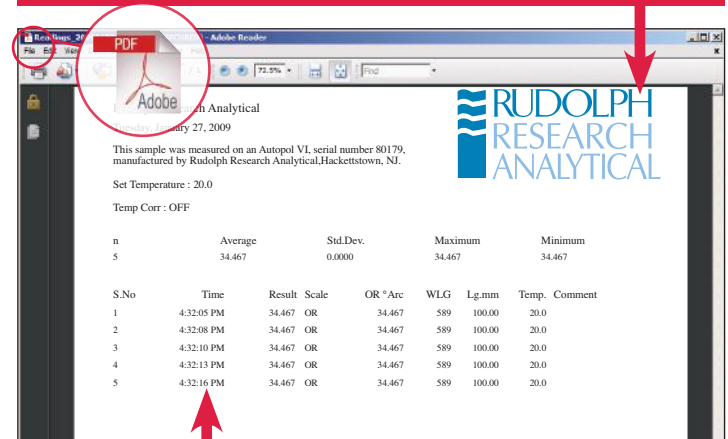 Readings_20 - Adobe Reader
File Edit View
PDF
Adobe
72.5%
Find
RUDOLPH
RESEARCH
ANALYTICAL
Research Analytical
Tuesday, January 27, 2009
This sample was measured on an Autopol VI, serial number 80179,
manufactured by Rudolph Research Analytical,Hackettstown, NJ.
Set Temperature : 20.0
Temp Corr : OFF
n Average Std.Dev. Maximum Minimum
5 34.467 0.0000 34.467 34.467
S.No Time Result Scale OR °Arc WLG Lg.mm Temp. Comment
1 4:32:05 PM 34.467 OR 34.467 589 100.00 20.0
2 4:32:08 PM 34.467 OR 34.467 589 100.00 20.0
3 4:32:10 PM 34.467 OR 34.467 589 100.00 20.0
4 4:32:13 PM 34.467 OR 34.467 589 100.00 20.0
5 4:32:16 PM 34.467 OR 34.467 589 100.00 20.0